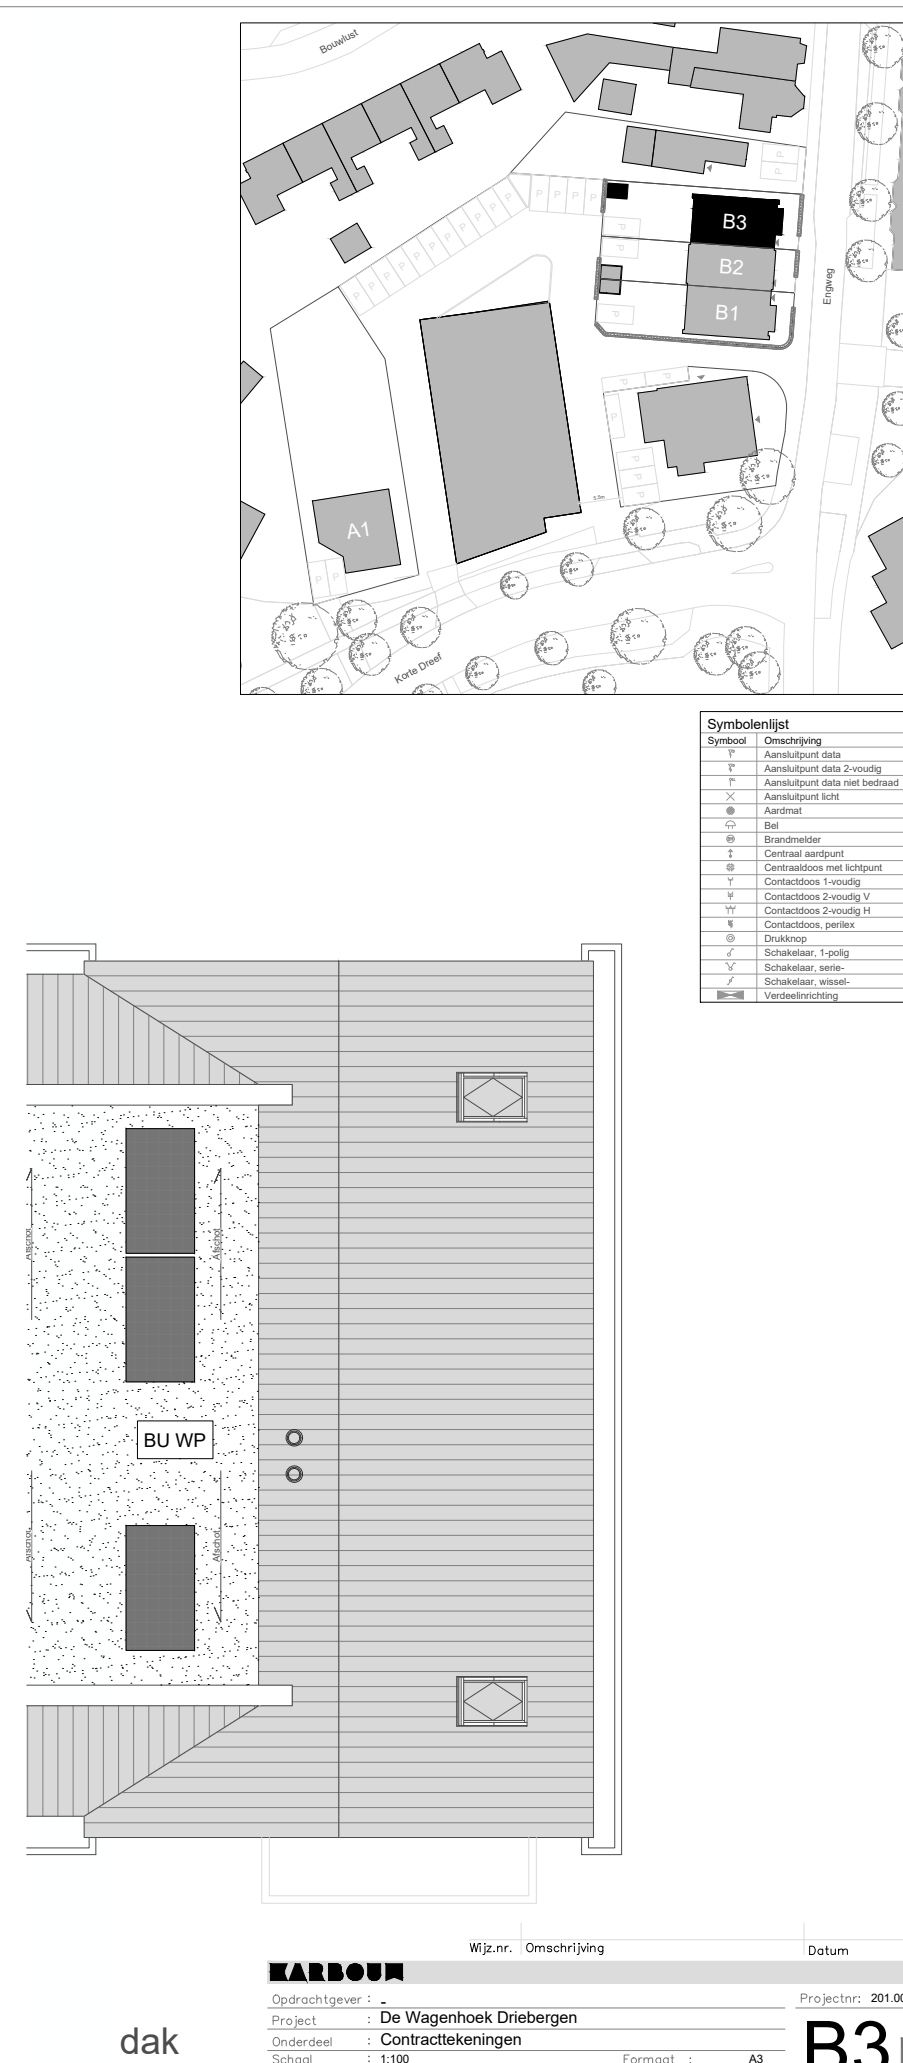 Bouwlust
P P P P P P P P P P
P P P P
P
P
P
P
P
B3
B2
B1
Engweg
P P
P
P
P
P
P
A1
P P
Korte Dreef
Symbolenlijst
Symbool Omschrijving
Aansluitpunt data
Aansluitpunt data 2-voudig
Aansluitpunt data niet bedraad
Aansluitpunt licht
Aardmat
Bel
Brandmelder
Centraal aardpunt
Centraaldoos met lichtpunt
Contactdoos 1-voudig
Contactdoos 2-voudig V
Contactdoos 2-voudig H
Contactdoos, perilex
Drukknop
Schakelaar, 1-polig
Schakelaar, serie-
Schakelaar, wissel-
Verdeelinrichting
Afschot
Afschot
BU WP
Afschot
Afschot
Wijz.nr. Omschrijving Datum
KARBOUW
Opdrachtgever : -
Projectnr: 201.00
Project : De Wagenhoek Driebergen
Onderdeel : Contracttekeningen
Schaal : 1:100 Formaat : A3
B3
dak